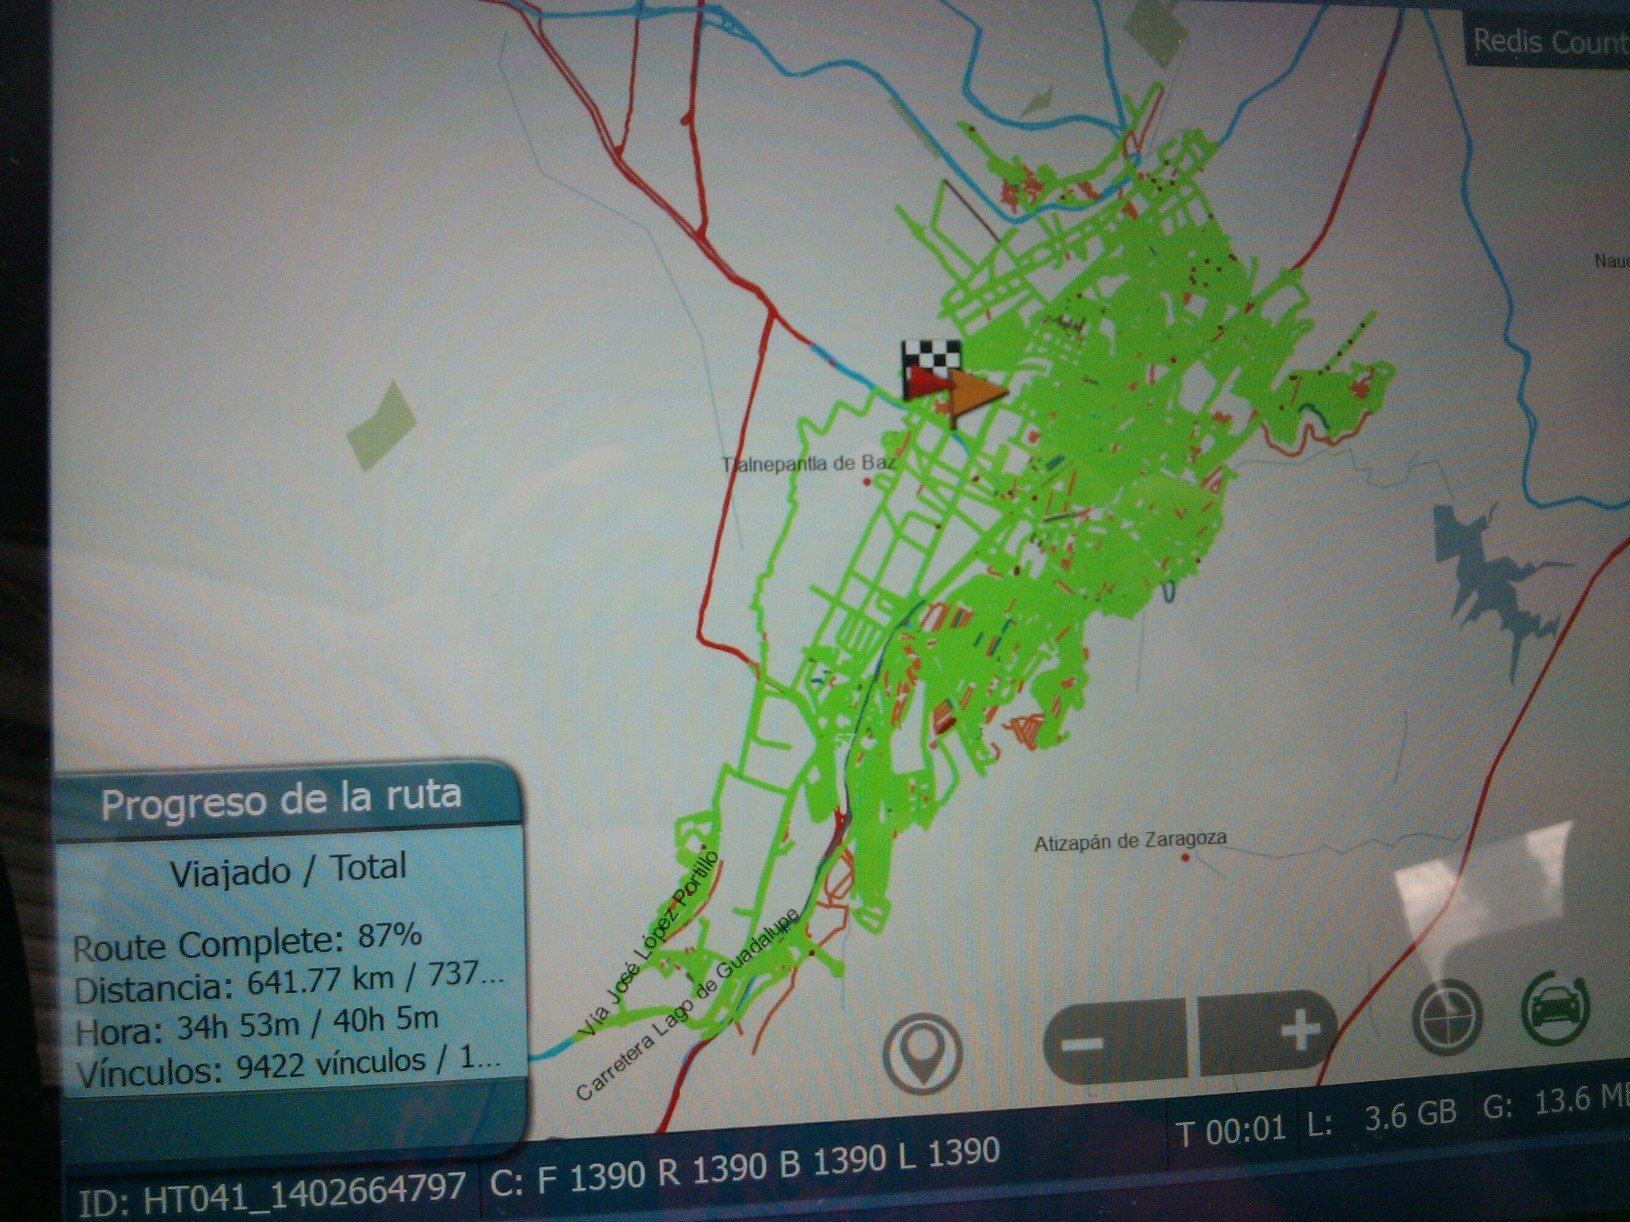 Redis Count
Tlalnepantla de Baz
Progreso de la ruta
Viajado / Total
Route Complete: 87%
Distancia: 641.77 km / 737...
Hora: 34h 53m / 40h 5m
Vínculos: 9422 vínculos / 1...
Vía José López Portillo
Carretera Lago de Guadalupe
Atizapán de Zaragoza
ID: HT041_1402664797
C: F 1390 R 1390 B 1390 L 1390
T 00:01
L: 3.6 GB
G: 13.6